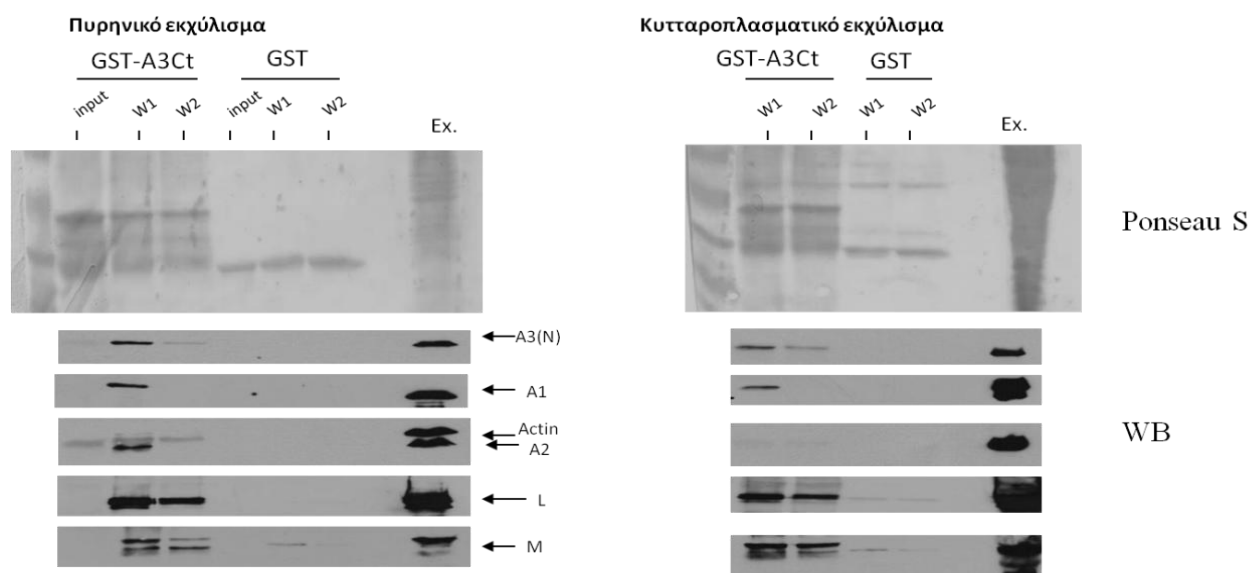 Πυρηνικό εκχύλισμα
GST-A3Ct GST
input W1 W2 input W1 W2 Ex.
Κυτταροπλασματικό εκχύλισμα
GST-A3Ct GST
W1 W2 W1 W2 Ex.
Ponseau S
A3(N)
A1
Actin
A2
L
M
WB